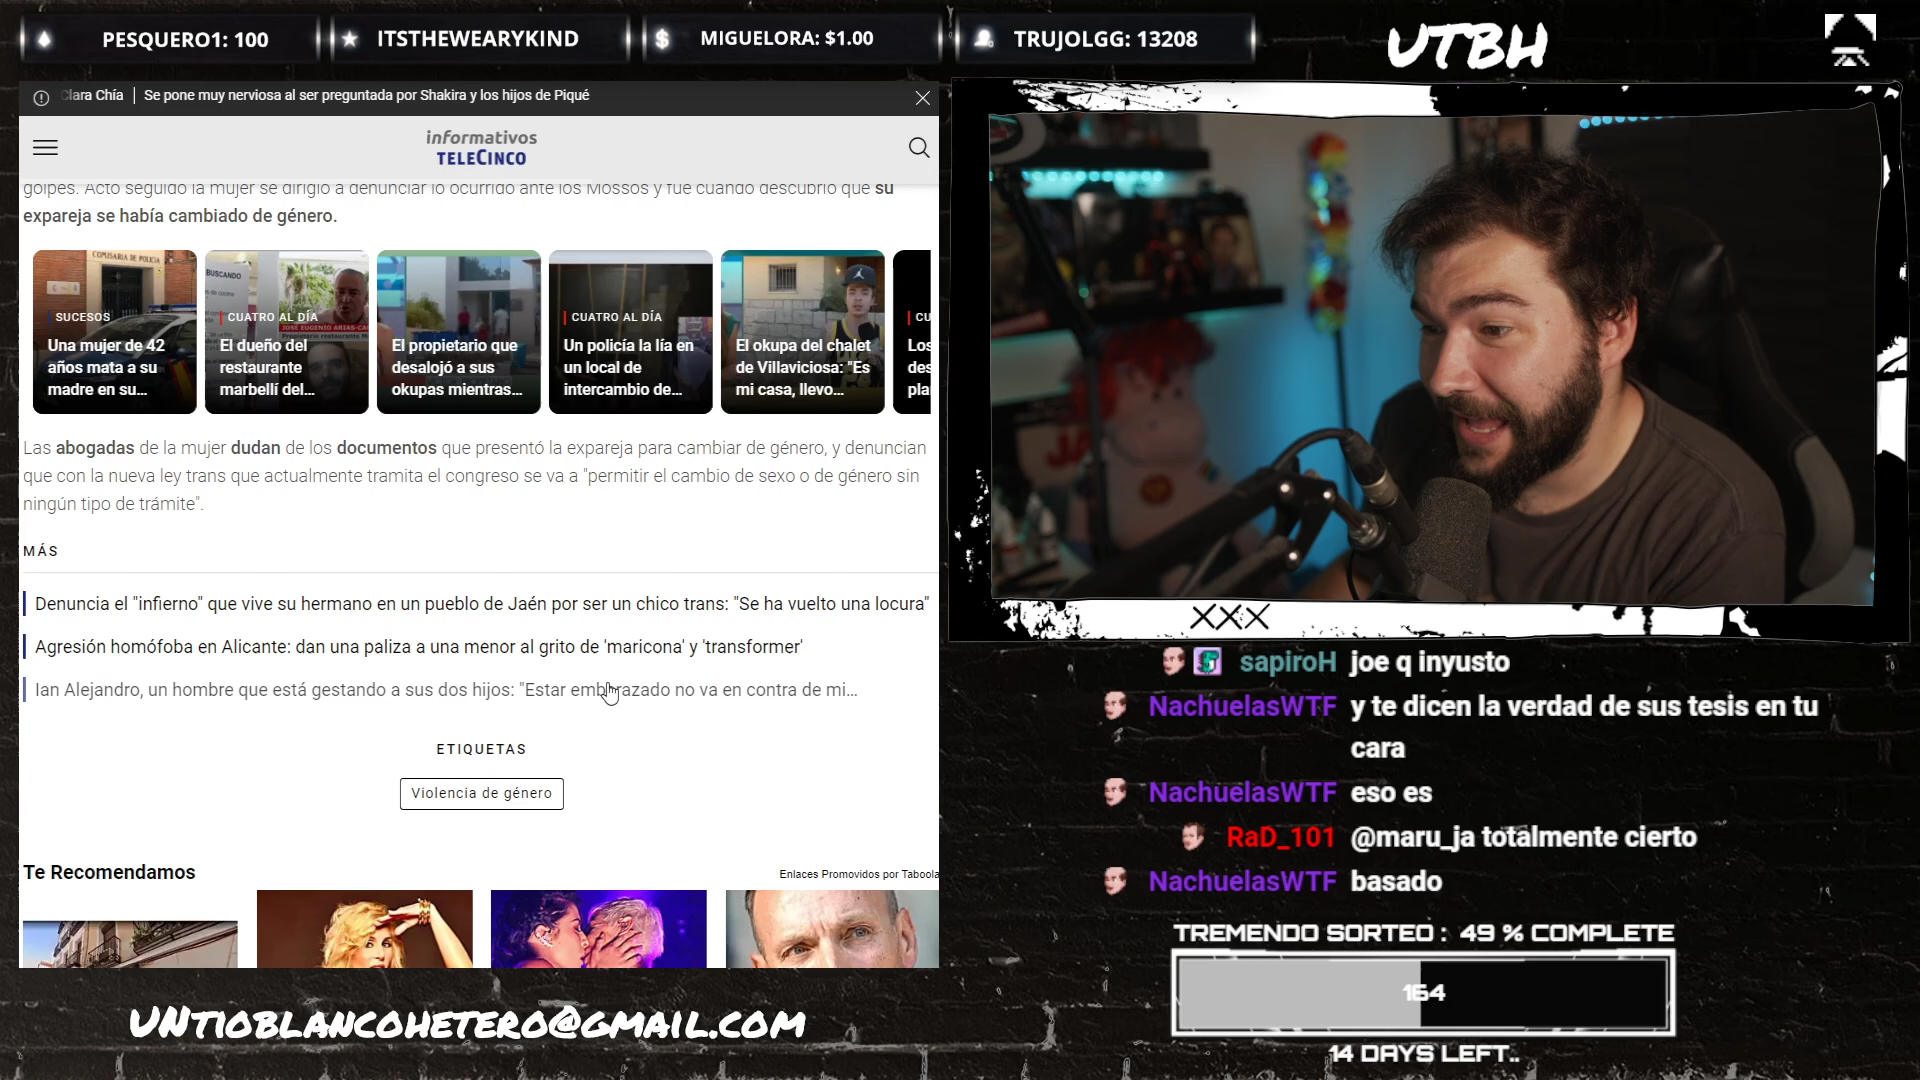 PESQUERO1: 100
ITSTHEWEARYKIND
MIGUELORA: $1.00
TRUJOLGG: 13208
UTBH
Clara Chía | Se pone muy nerviosa al ser preguntada por Shakira y los hijos de Piqué
informativos
TELECINCO
golpes. Acto seguido la mujer se dirigió a denunciar lo ocurrido ante los Mossos y fue cuando descubrió que su
expareja se había cambiado de género.
COMISARIA DE POLICIA
SUCESOS
Una mujer de 42
años mata a su
madre en su...
BUSCANDO
CUATRO AL DÍA
El dueño del
restaurante
marbellí del...
El propietario que
desalojó a sus
okupas mientras...
CUATRO AL DÍA
Un policía la lía en
un local de
intercambio de...
El okupa del chalet
de Villaviciosa: "Es
mi casa, llevo...
CU
Los
des
pla
Las abogadas de la mujer dudan de los documentos que presentó la expareja para cambiar de género, y denuncian
que con la nueva ley trans que actualmente tramita el congreso se va a "permitir el cambio de sexo o de género sin
ningún tipo de trámite".
MÁS
Denuncia el "infierno" que vive su hermano en un pueblo de Jaén por ser un chico trans: "Se ha vuelto una locura"
Agresión homófoba en Alicante: dan una paliza a una menor al grito de 'maricona' y 'transformer'
Ian Alejandro, un hombre que está gestando a sus dos hijos: "Estar embarazado no va en contra de mi...
ETIQUETAS
Violencia de género
Te Recomendamos
Enlaces Promovidos por Taboola
UNTIOBLANCOHETERO@GMAIL.COM
XXX
sapiroH joe q inyusto
NachuelasWTF y te dicen la verdad de sus tesis en tu
cara
NachuelasWTF eso es
RaD_101 @maru_ja totalmente cierto
NachuelasWTF basado
TREMENDO SORTEO : 49 % COMPLETE
164
14 DAYS LEFT..